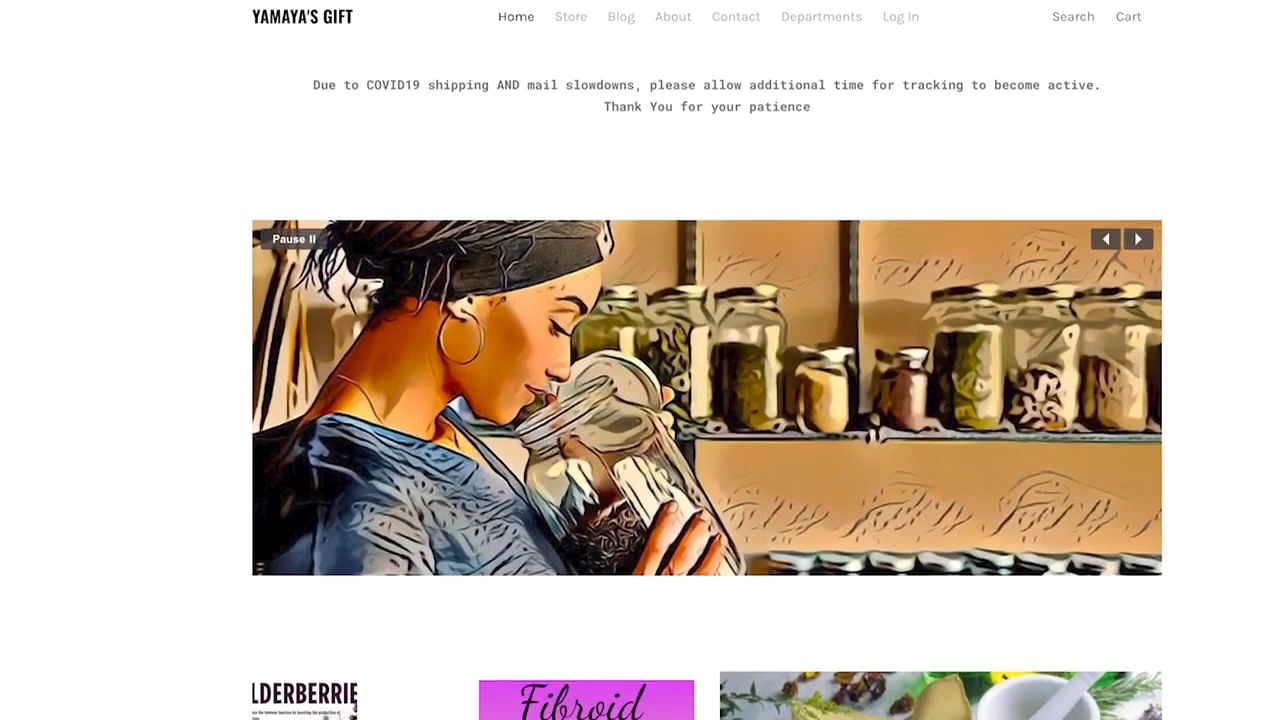 YAMAYA'S GIFT
Home Store Blog About Contact Departments Log In
Search Cart
Due to COVID19 shipping AND mail slowdowns, please allow additional time for tracking to become active.
Thank You for your patience
Pause II
LDERBERRIE
Fibroid